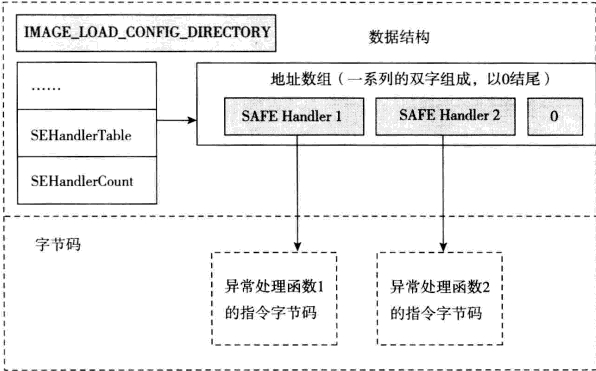 IMAGE_LOAD_CONFIG_DIRECTORY
数据结构
……
SEHandlerTable
SEHandlerCount
地址数组（一系列的双字组成，以0结尾）
SAFE Handler 1
SAFE Handler 2
0
字节码
异常处理函数1
的指令字节码
异常处理函数2
的指令字节码